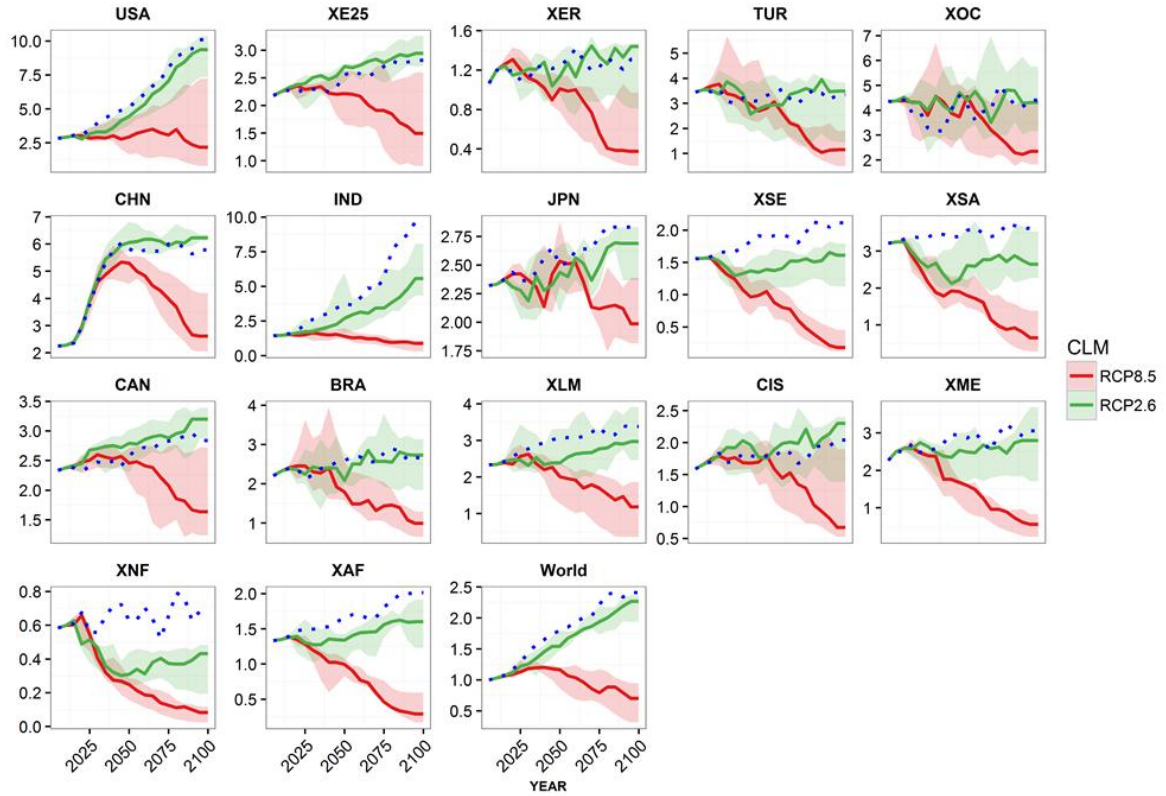 USA XE25 XER TUR XOC
10.0 7.5 5.0 2.5
3.0 2.5 2.0 1.5 1.0
1.6 1.2 0.8 0.4
5 4 3 2 1
7 6 5 4 3 2
CHN IND JPN XSE XSA
7 6 5 4 3 2
10.0 7.5 5.0 2.5 0.0
2.75 2.50 2.25 2.00 1.75
2.0 1.5 1.0 0.5
3 2 1
CLM
RCP8.5
RCP2.6
CAN BRA XLM CIS XME
3.5 3.0 2.5 2.0 1.5
4 3 2 1
4 3 2 1
2.5 2.0 1.5 1.0 0.5
3 2 1
XNF XAF World
0.8 0.6 0.4 0.2 0.0
2.0 1.5 1.0 0.5
2.5 2.0 1.5 1.0 0.5
2025 2050 2075 2100 2025 2050 2075 2100 2025 2050 2075 2100
YEAR